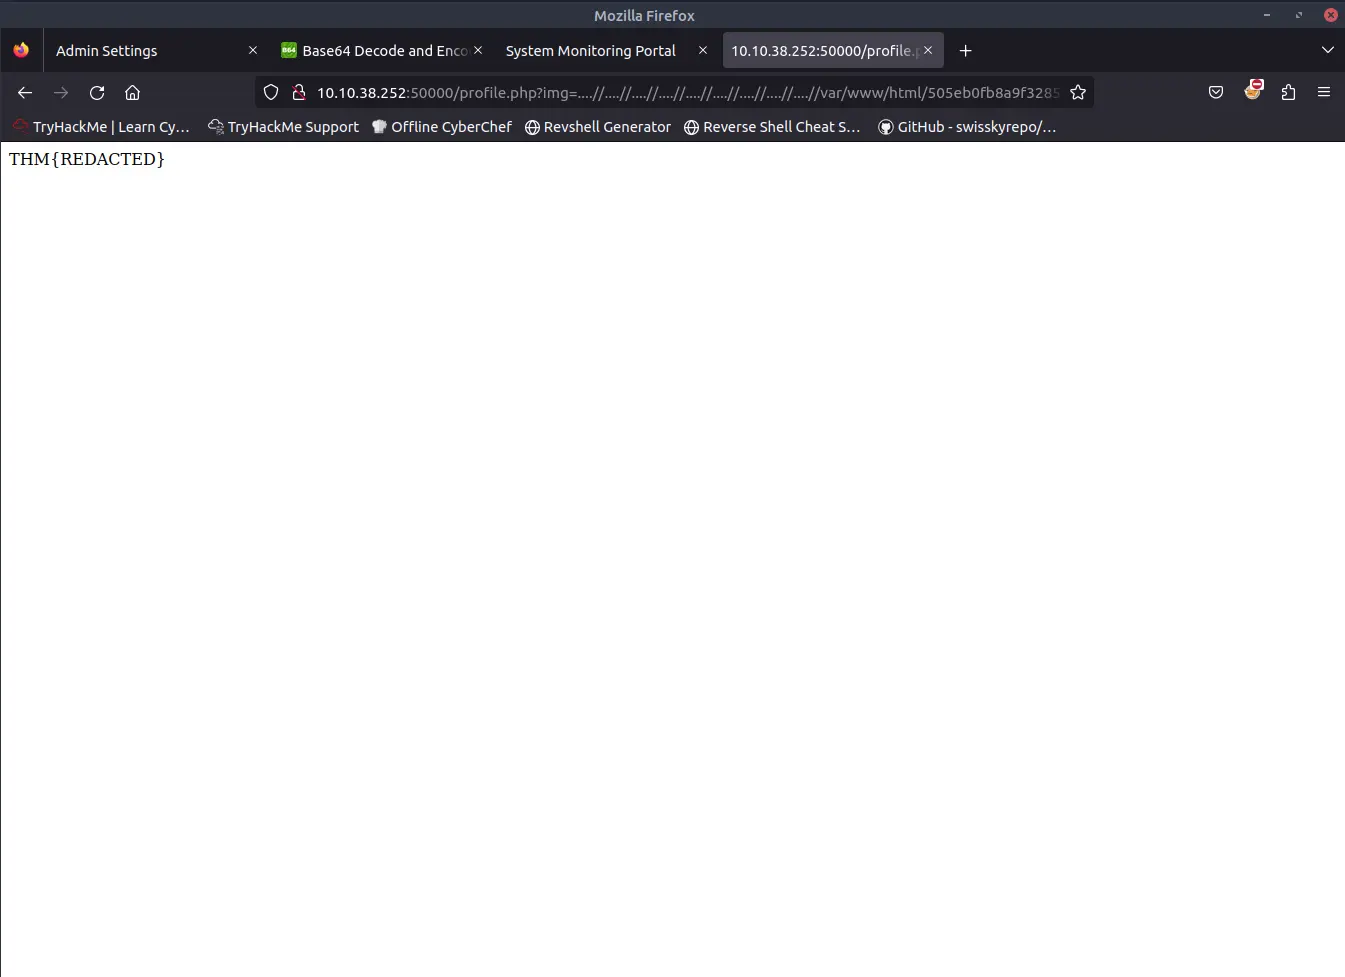 Mozilla Firefox
Admin Settings
B64 Base64 Decode and Enco
System Monitoring Portal
10.10.38.252:50000/profile.p
10.10.38.252:50000/profile.php?img=....//....//....//....//....//....//....//....//....//var/www/html/505eb0fb8a9f3285
TryHackMe | Learn Cy...
TryHackMe Support
Offline CyberChef
Revshell Generator
Reverse Shell Cheat S...
GitHub - swisskyrepo/...
THM{REDACTED}